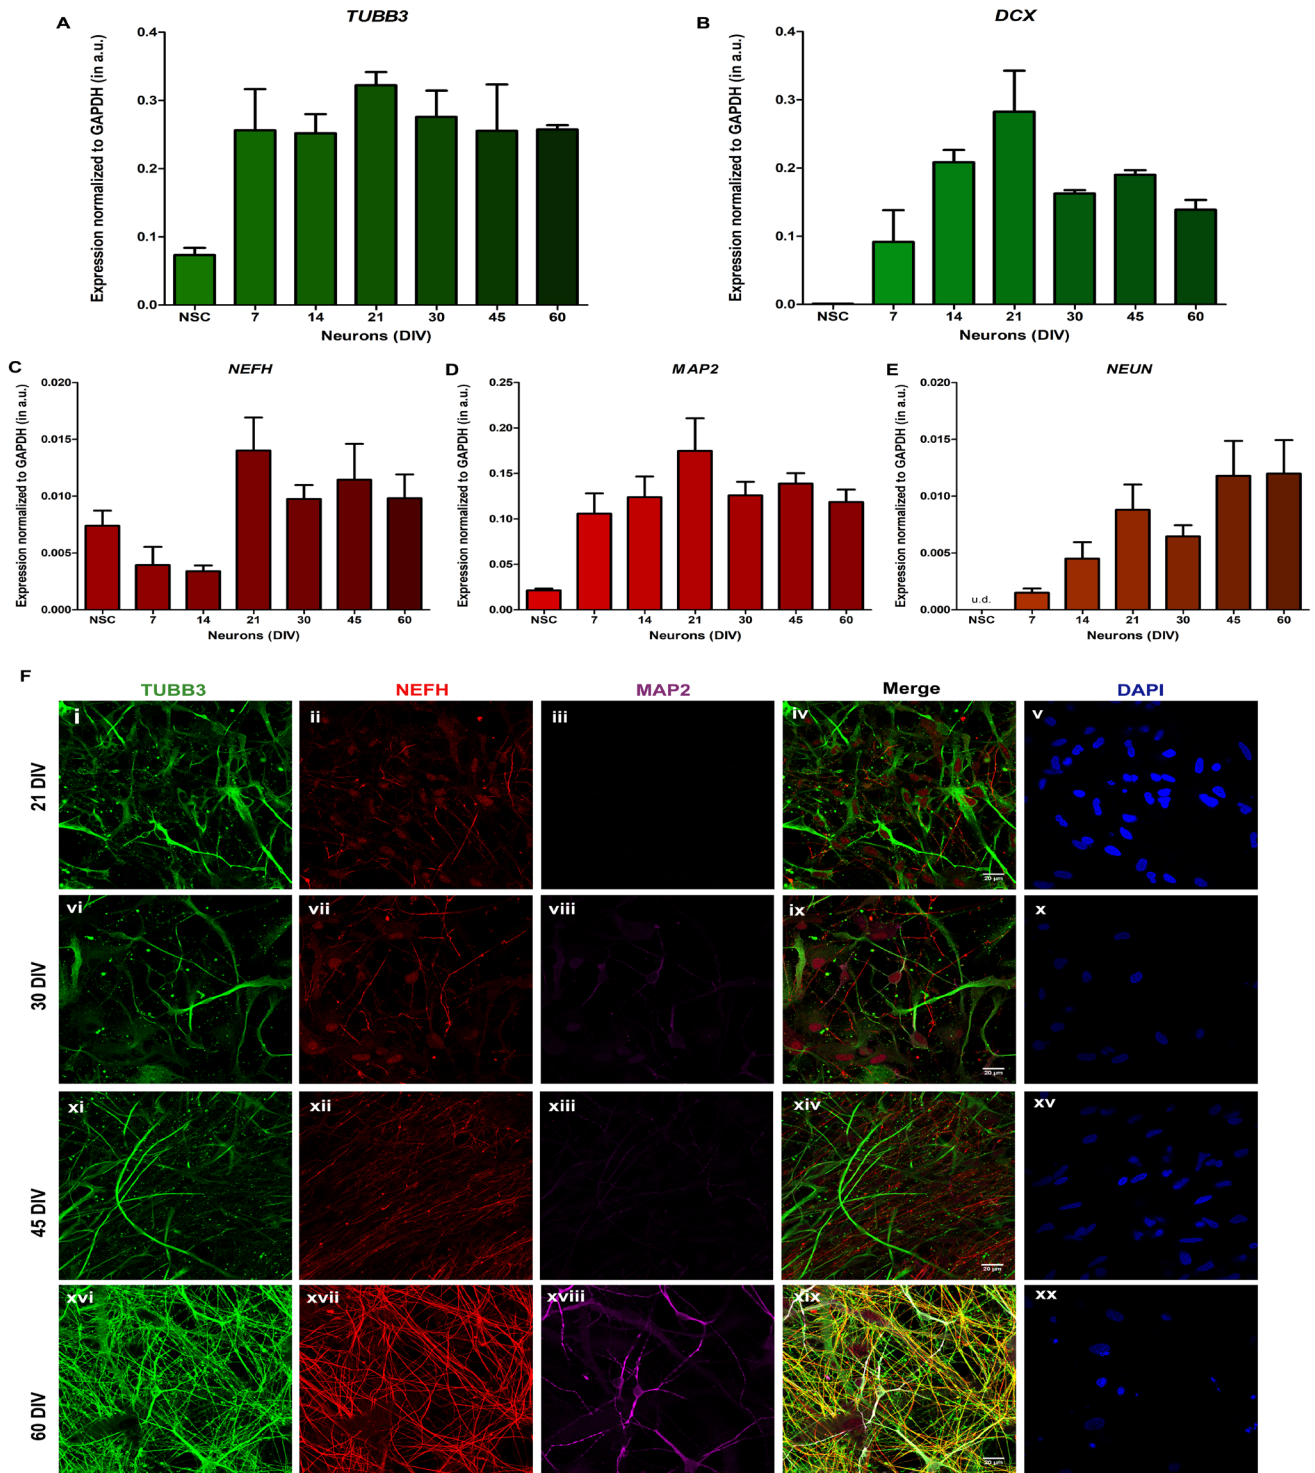 A
TUBB3
Expression normalized to GAPDH (in a.u.)
0.4
0.3
0.2
0.1
0.0
NSC 7 14 21 30 45 60
Neurons (DIV)
B
DCX
Expression normalized to GAPDH (in a.u.)
0.4
0.3
0.2
0.1
0.0
NSC 7 14 21 30 45 60
Neurons (DIV)
C
NEFH
Expression normalized to GAPDH (in a.u.)
0.020
0.015
0.010
0.005
0.000
NSC 7 14 21 30 45 60
Neurons (DIV)
D
MAP2
Expression normalized to GAPDH (in a.u.)
0.25
0.20
0.15
0.10
0.05
0.00
NSC 7 14 21 30 45 60
Neurons (DIV)
E
NEUN
Expression normalized to GAPDH (in a.u.)
0.020
0.015
0.010
0.005
0.000
u.d.
NSC 7 14 21 30 45 60
Neurons (DIV)
F
TUBB3 NEFH MAP2 Merge DAPI
21 DIV
i ii iii iv v
20 µm
30 DIV
vi vii viii ix x
20 µm
45 DIV
xi xii xiii xiv xv
20 µm
60 DIV
xvi xvii xviii xix xx
20 µm